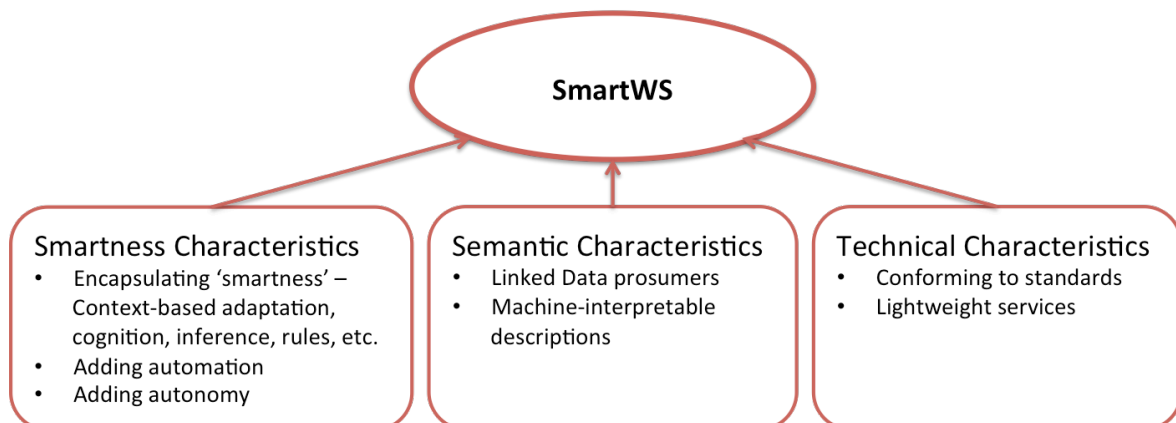 SmartWS
Smartness Characteristics
• Encapsulating ‘smartness’ –
Context-based adaptation,
cognition, inference, rules, etc.
• Adding automation
• Adding autonomy
Semantic Characteristics
• Linked Data prosumers
• Machine-interpretable
descriptions
Technical Characteristics
• Conforming to standards
• Lightweight services